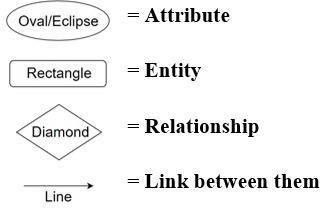 Oval/Eclipse = Attribute
Rectangle = Entity
Diamond = Relationship
Line = Link between them